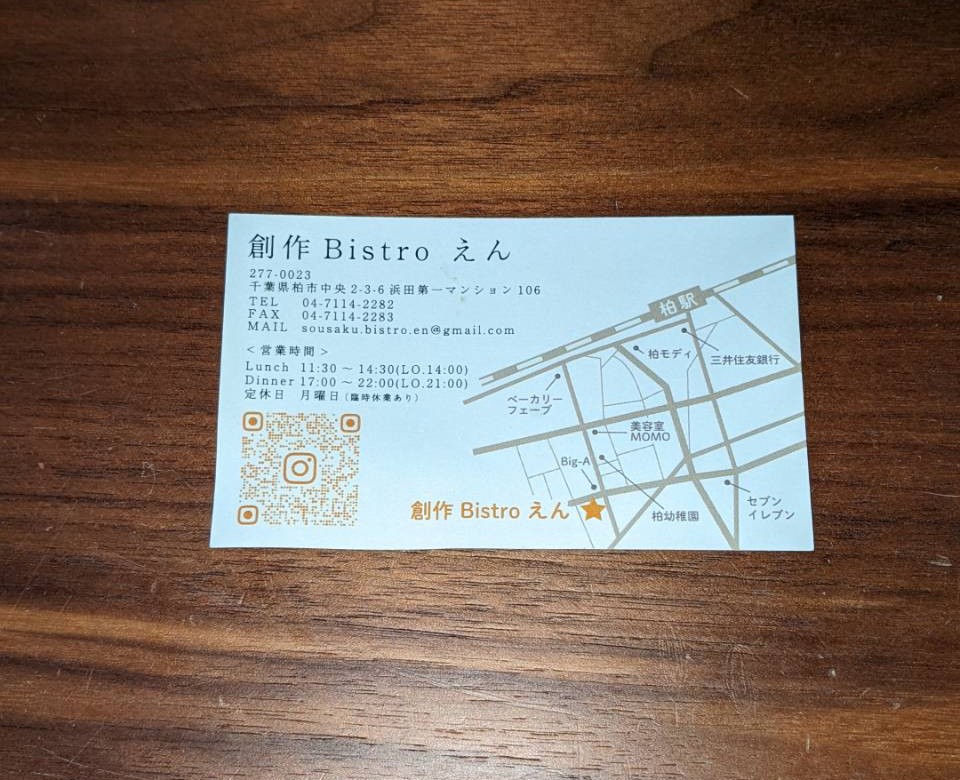 創作 Bistro えん
277-0023
千葉県柏市中央 2-3-6 浜田第一マンション 106
TEL 04-7114-2282
FAX 04-7114-2283
MAIL sousaku.bistro.en@gmail.com
＜営業時間＞
Lunch 11:30 ～ 14:30(LO.14:00)
Dinner 17:00 ～ 22:00(LO.21:00)
定休日 月曜日 (臨時休業あり)
柏駅
柏モディ
三井住友銀行
ベーカリー
フェーブ
美容室
MOMO
Big-A
セブン
イレブン
柏幼稚園
創作 Bistro えん